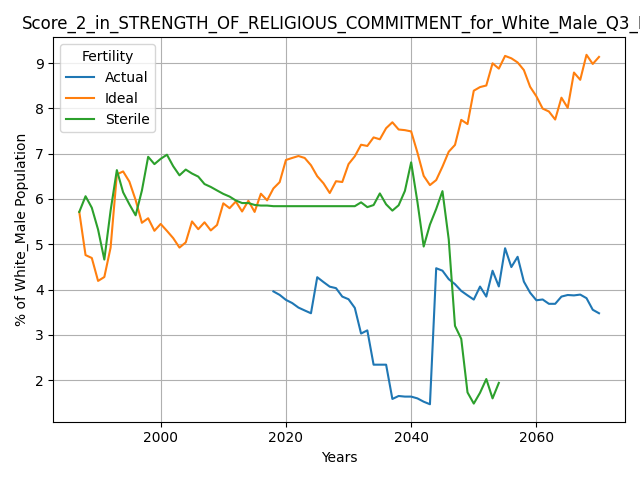 Score_2_in_STRENGTH_OF_RELIGIOUS_COMMITMENT_for_White_Male_Q3_
Fertility
Actual
Ideal
Sterile
% of White_Male Population
9
8
7
6
5
4
3
2
2000 2020 2040 2060
Years